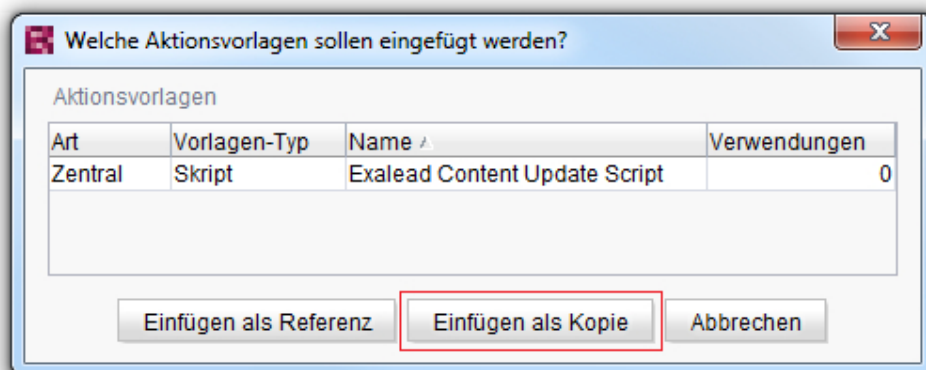 Welche Aktionsvorlagen sollen eingefügt werden?
Aktionsvorlagen
Art Vorlagen-Typ Name Verwendungen
Zentral Skript Exalead Content Update Script 0
Einfügen als Referenz Einfügen als Kopie Abbrechen